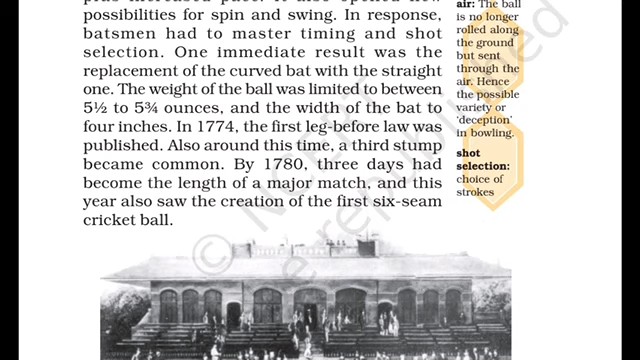 possibilities for spin and swing. In response,
batsmen had to master timing and shot
selection. One immediate result was the
replacement of the curved bat with the straight
one. The weight of the ball was limited to between
5½ to 5¾ ounces, and the width of the bat to
four inches. In 1774, the first leg-before law was
published. Also around this time, a third stump
became common. By 1780, three days had
become the length of a major match, and this
year also saw the creation of the first six-seam
cricket ball.
air: The ball
is no longer
rolled along
the ground
but sent
through the
air. Hence
the possible
variety or
‘deception’
in bowling.
shot
selection:
choice of
strokes
© NCERT
republished